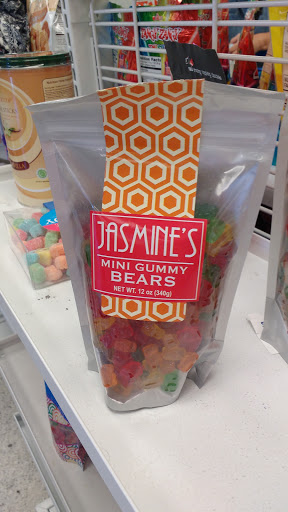 JASMINE'S
MINI GUMMY
BEARS
NET WT. 12 oz (340g)